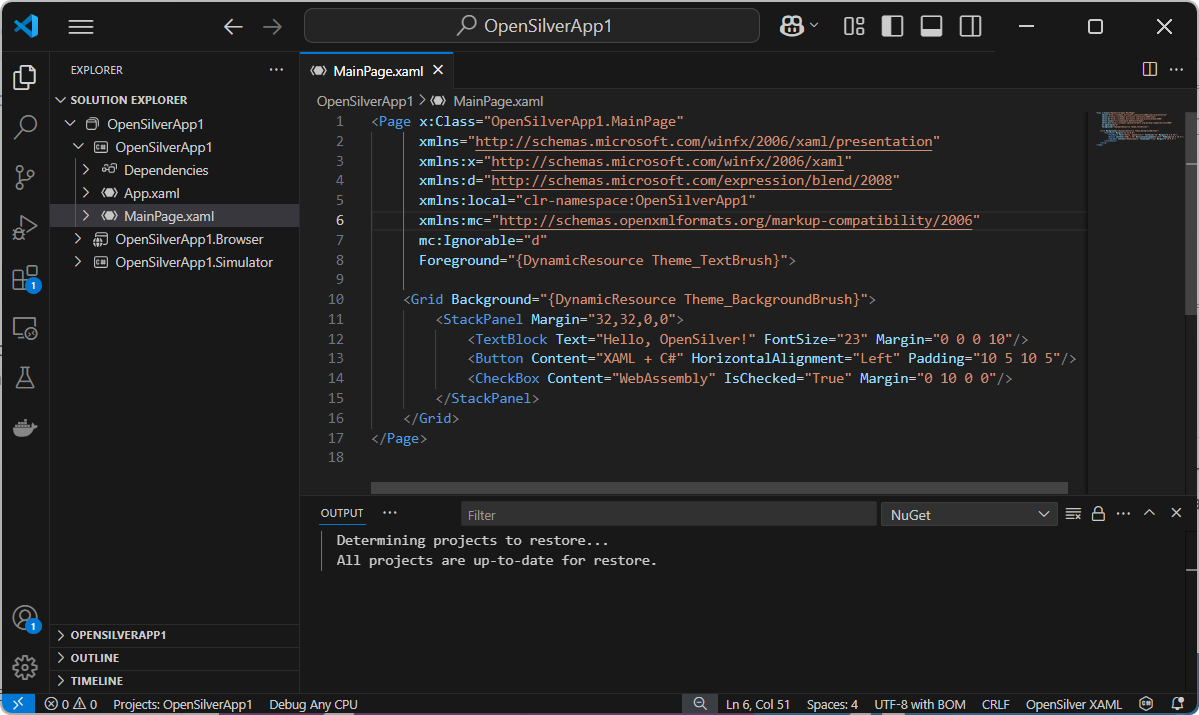 OpenSilverApp1
EXPLORER
SOLUTION EXPLORER
OpenSilverApp1
OpenSilverApp1
Dependencies
App.xaml
MainPage.xaml
OpenSilverApp1.Browser
OpenSilverApp1.Simulator
1
1
OPENSILVERAPP1
OUTLINE
TIMELINE
MainPage.xaml
OpenSilverApp1 > MainPage.xaml
1 <Page x:Class="OpenSilverApp1.MainPage"
2 xmlns="http://schemas.microsoft.com/winfx/2006/xaml/presentation"
3 xmlns:x="http://schemas.microsoft.com/winfx/2006/xaml"
4 xmlns:d="http://schemas.microsoft.com/expression/blend/2008"
5 xmlns:local="clr-namespace:OpenSilverApp1"
6 xmlns:mc="http://schemas.openxmlformats.org/markup-compatibility/2006"
7 mc:Ignorable="d"
8 Foreground="{DynamicResource Theme_TextBrush}">
9
10 <Grid Background="{DynamicResource Theme_BackgroundBrush}">
11 <StackPanel Margin="32,32,0,0">
12 <TextBlock Text="Hello, OpenSilver!" FontSize="23" Margin="0 0 0 10"/>
13 <Button Content="XAML + C#" HorizontalAlignment="Left" Padding="10 5 10 5"/>
14 <CheckBox Content="WebAssembly" IsChecked="True" Margin="0 10 0 0"/>
15 </StackPanel>
16 </Grid>
17 </Page>
18
OUTPUT Filter NuGet
Determining projects to restore...
All projects are up-to-date for restore.
0 0 Projects: OpenSilverApp1 Debug Any CPU Ln 6, Col 51 Spaces: 4 UTF-8 with BOM CRLF OpenSilver XAML